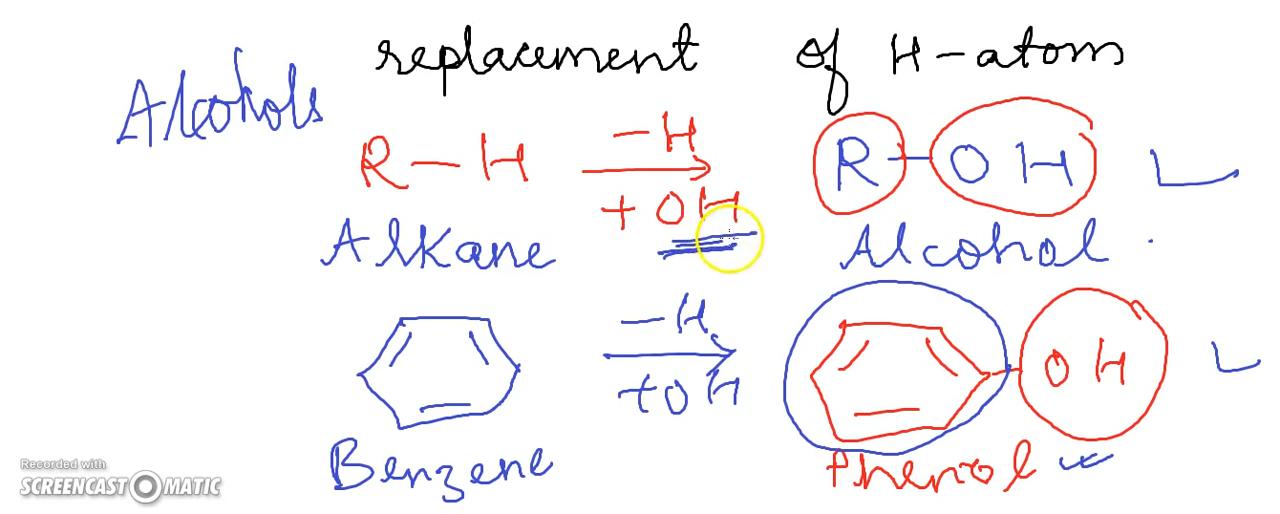 replacement of H-atom
Alcohols
R-H -H +OH R-OH
Alkane Alcohol
-H +OH OH
Benzene Phenol
Recorded with
SCREENCAST-O-MATIC